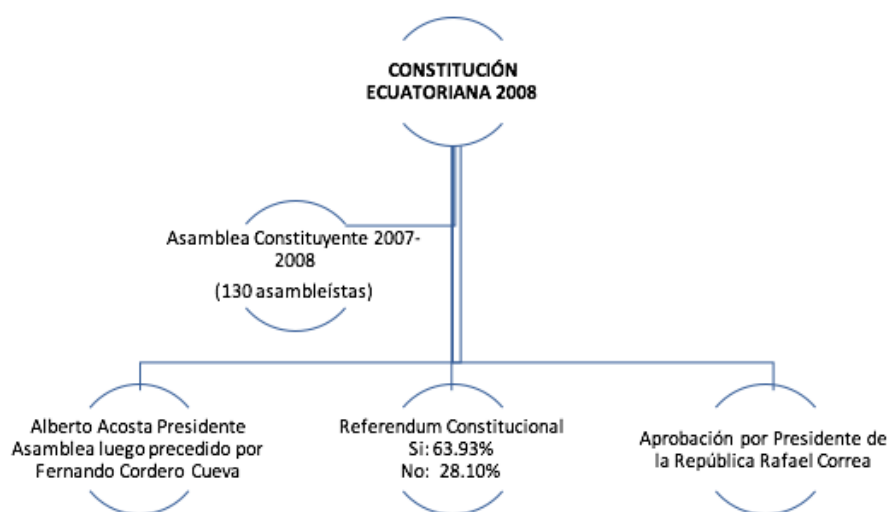 CONSTITUCIÓN
ECUATORIANA 2008
Asamblea Constituyente 2007-
2008
(130 asambleístas)
Alberto Acosta Presidente
Asamblea luego precedido por
Fernando Cordero Cueva
Referendum Constitucional
Si: 63.93%
No: 28.10%
Aprobación por Presidente de
la República Rafael Correa